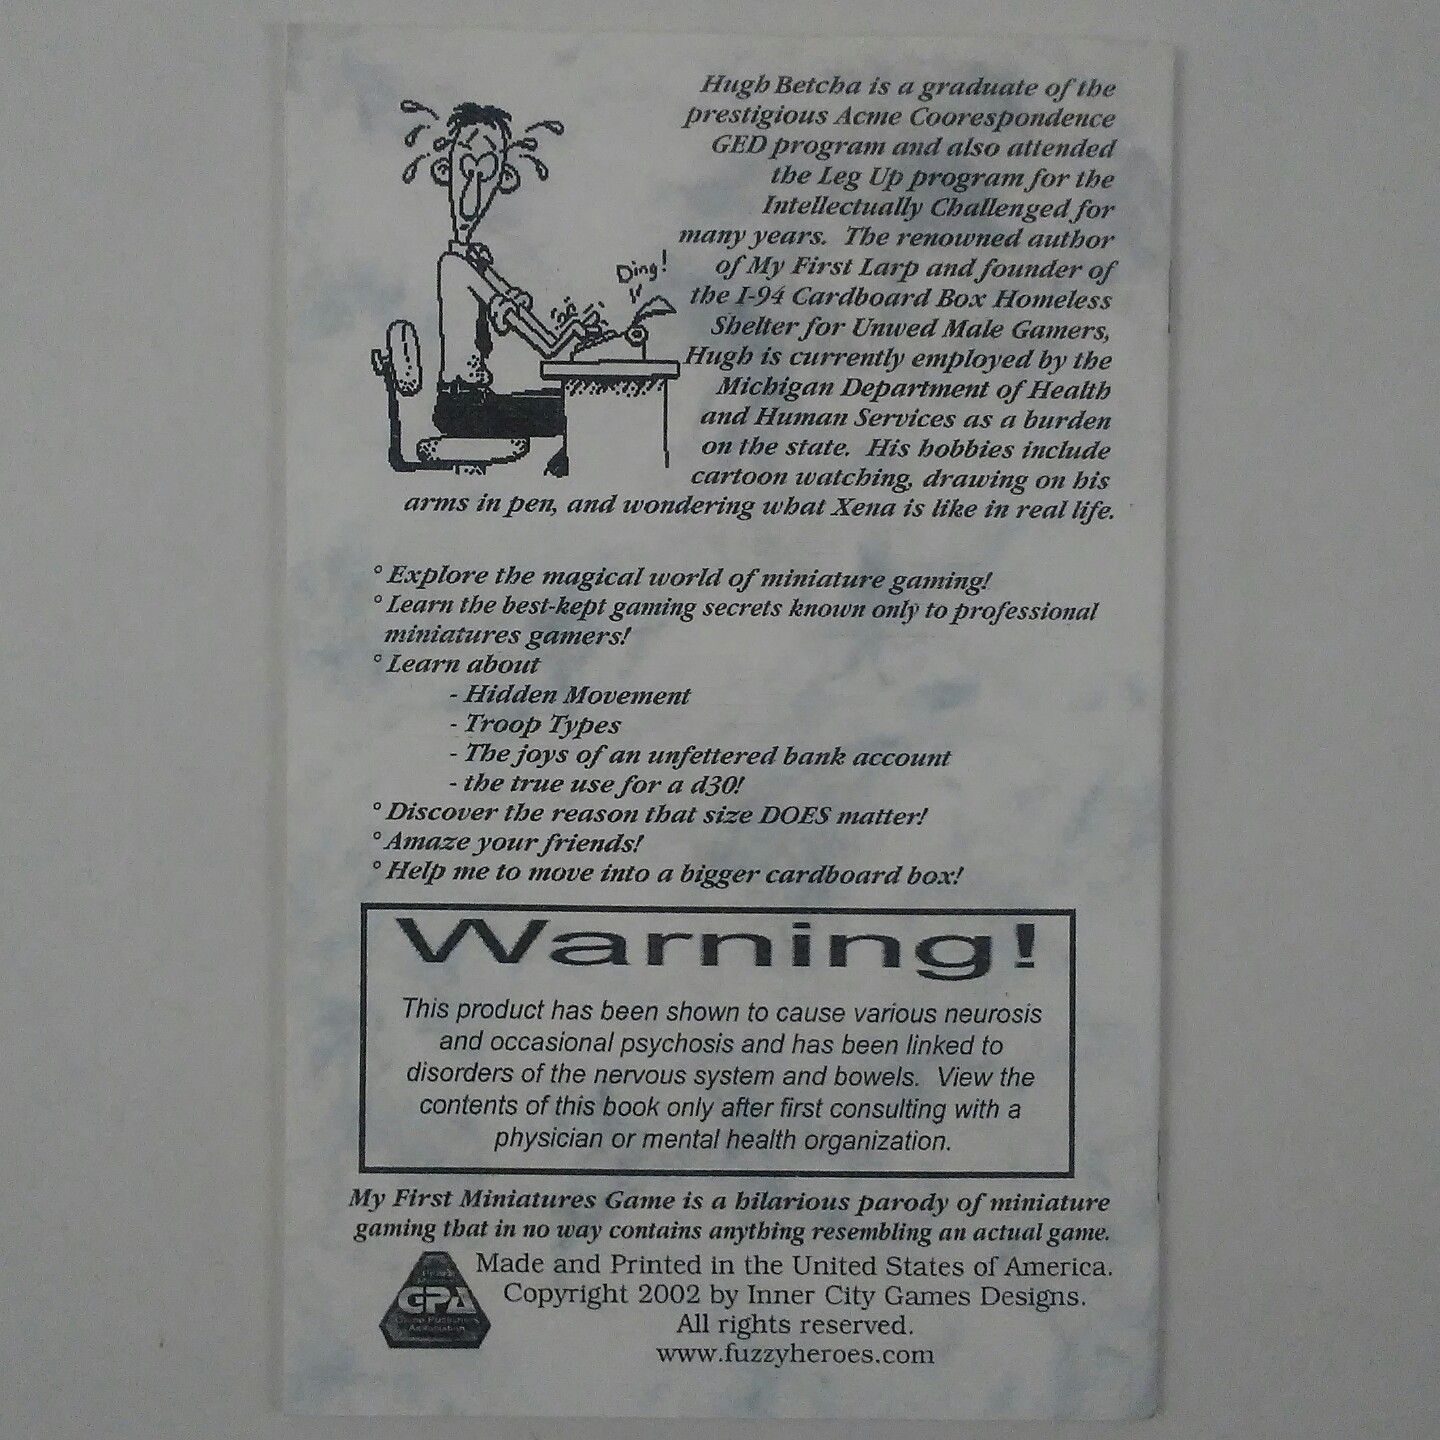 Hugh Betcha is a graduate of the
prestigious Acme Coorespondence
GED program and also attended
the Leg Up program for the
Intellectually Challenged for
many years. The renowned author
of My First Larp and founder of
the I-94 Cardboard Box Homeless
Shelter for Unwed Male Gamers,
Hugh is currently employed by the
Michigan Department of Health
and Human Services as a burden
on the state. His hobbies include
cartoon watching, drawing on his
arms in pen, and wondering what Xena is like in real life.
Ding!
° Explore the magical world of miniature gaming!
° Learn the best-kept gaming secrets known only to professional
miniatures gamers!
° Learn about
- Hidden Movement
- Troop Types
- The joys of an unfettered bank account
- the true use for a d30!
° Discover the reason that size DOES matter!
° Amaze your friends!
° Help me to move into a bigger cardboard box!
Warning!
This product has been shown to cause various neurosis
and occasional psychosis and has been linked to
disorders of the nervous system and bowels. View the
contents of this book only after first consulting with a
physician or mental health organization.
My First Miniatures Game is a hilarious parody of miniature
gaming that in no way contains anything resembling an actual game.
GPA
Game Publishers
Association
Made and Printed in the United States of America.
Copyright 2002 by Inner City Games Designs.
All rights reserved.
www.fuzzyheroes.com